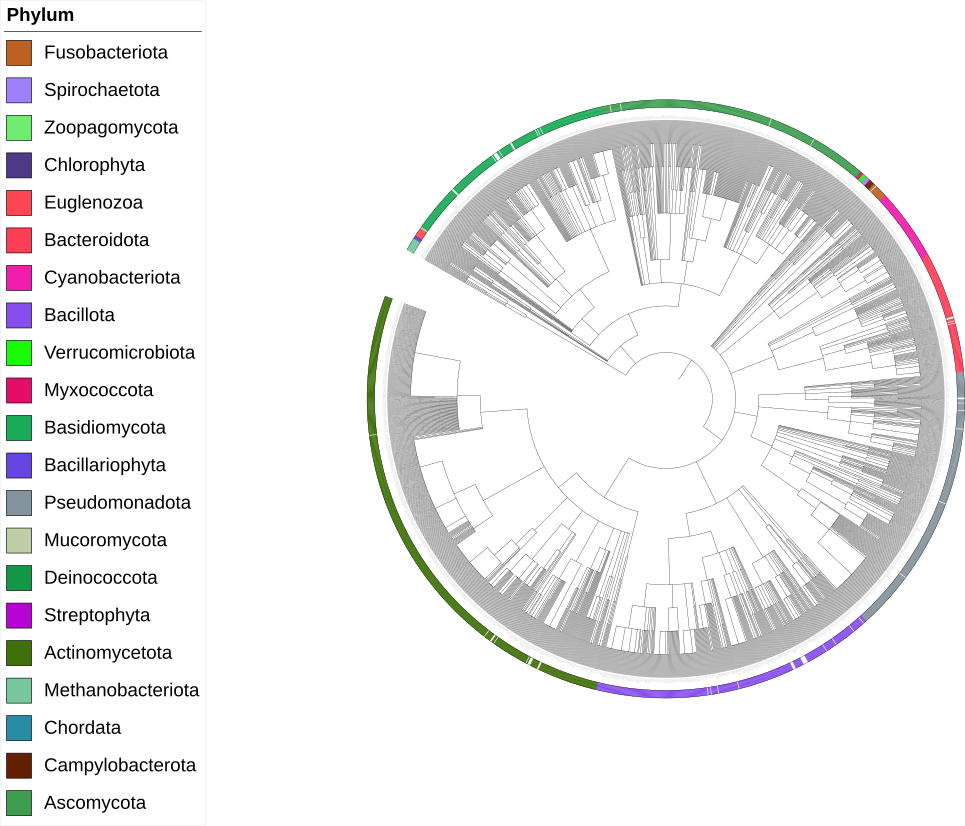 Phylum
Fusobacteriota
Spirochaetota
Zoopagomycota
Chlorophyta
Euglenozoa
Bacteroidota
Cyanobacteriota
Bacillota
Verrucomicrobiota
Myxococcota
Basidiomycota
Bacillariophyta
Pseudomonadota
Mucoromycota
Deinococcota
Streptophyta
Actinomycetota
Methanobacteriota
Chordata
Campylobacterota
Ascomycota